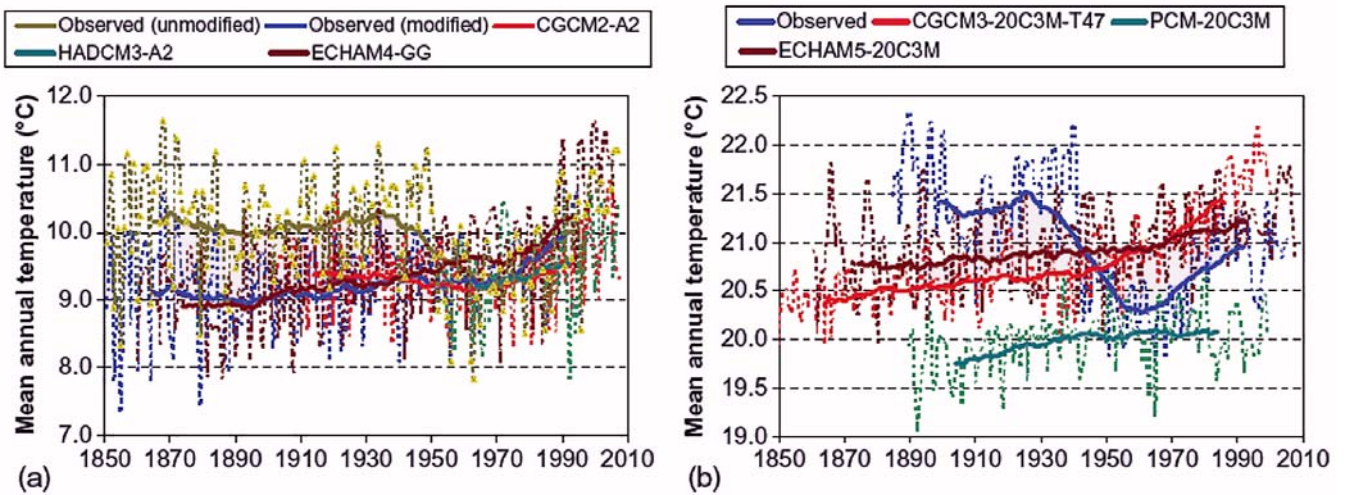 Observed (unmodified) Observed (modified) CGCM2-A2
HADCM3-A2 ECHAM4-GG
Mean annual temperature (°C)
12.0
11.0
10.0
9.0
8.0
7.0
1850 1870 1890 1910 1930 1950 1970 1990 2010
(a)
Observed CGCM3-20C3M-T47 PCM-20C3M
ECHAM5-20C3M
Mean annual temperature (°C)
22.5
22.0
21.5
21.0
20.5
20.0
19.5
19.0
1850 1870 1890 1910 1930 1950 1970 1990 2010
(b)